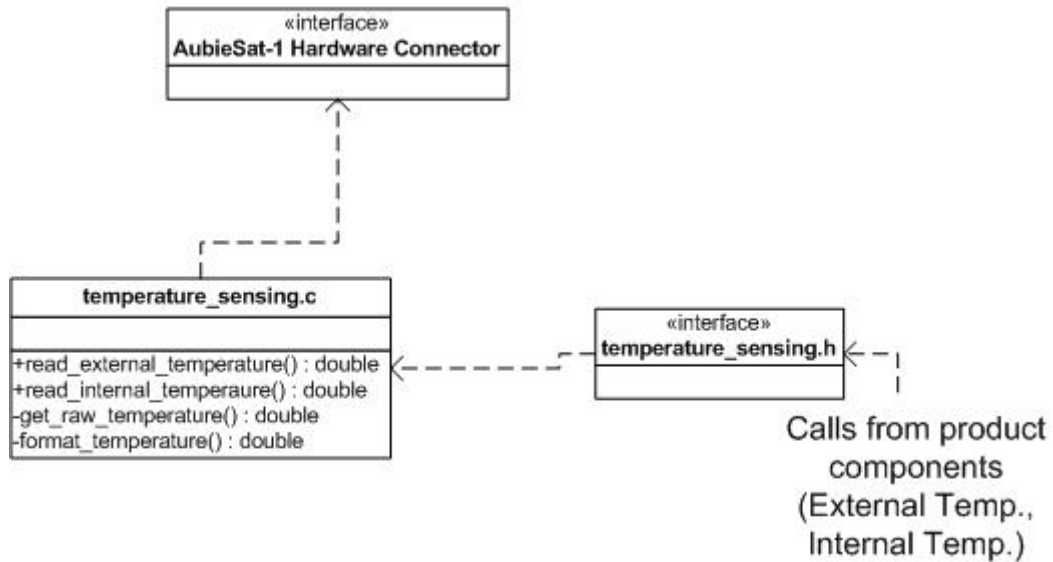 «interface»
AubieSat-1 Hardware Connector
temperature_sensing.c
+read_external_temperature() : double
+read_internal_temperaure() : double
-get_raw_temperature() : double
-format_temperature() : double
«interface»
temperature_sensing.h
Calls from product
components
(External Temp.,
Internal Temp.)